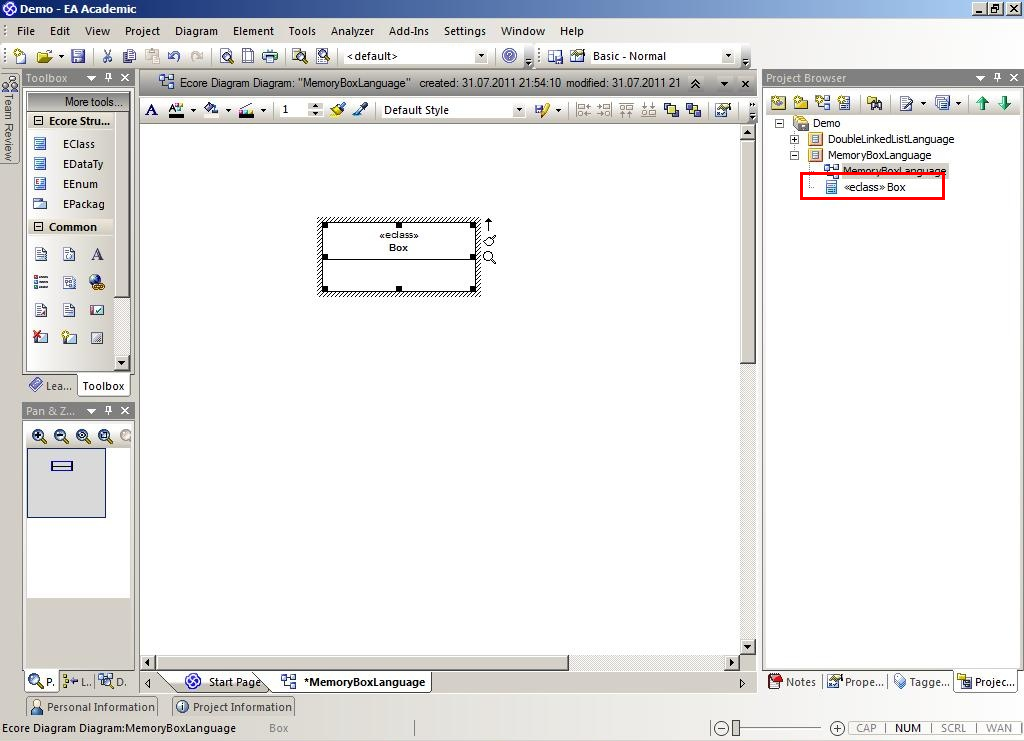 Demo - EA Academic
File Edit View Project Diagram Element Tools Analyzer Add-Ins Settings Window Help
<default> Basic - Normal
Team Review
Toolbox
More tools...
Ecore Stru...
EClass
EDataTy
EEnum
EPackag
Common
Lea... Toolbox
Pan & Z...
P. L.. D.
Ecore Diagram Diagram: "MemoryBoxLanguage" created: 31.07.2011 21:54:10 modified: 31.07.2011 21
A A 1 Default Style
«eclass»
Box
Start Page *MemoryBoxLanguage
Project Browser
Demo
DoubleLinkedListLanguage
MemoryBoxLanguage
MemoryBoxLanguage
«eclass» Box
Notes Prope... Tagge... Projec...
Personal Information Project Information
Ecore Diagram Diagram:MemoryBoxLanguage Box CAP NUM SCRL WAN